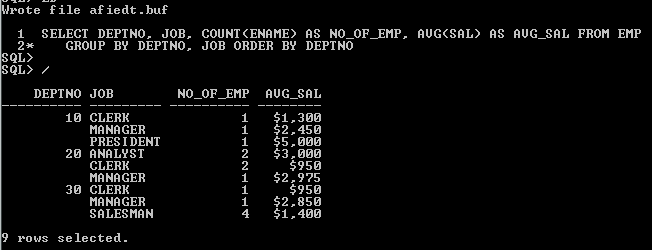 Wrote file afiedt.buf
  1  SELECT DEPTNO, JOB, COUNT(ENAME) AS NO_OF_EMP, AVG(SAL) AS AVG_SAL FROM EMP
  2*    GROUP BY DEPTNO, JOB ORDER BY DEPTNO
SQL>
SQL> /
    DEPTNO JOB        NO_OF_EMP  AVG_SAL
---------- --------- ---------- --------
        10 CLERK              1   $1,300
           MANAGER            1   $2,450
           PRESIDENT          1   $5,000
        20 ANALYST            2   $3,000
           CLERK              2     $950
           MANAGER            1   $2,975
        30 CLERK              1     $950
           MANAGER            1   $2,850
           SALESMAN           4   $1,400
9 rows selected.